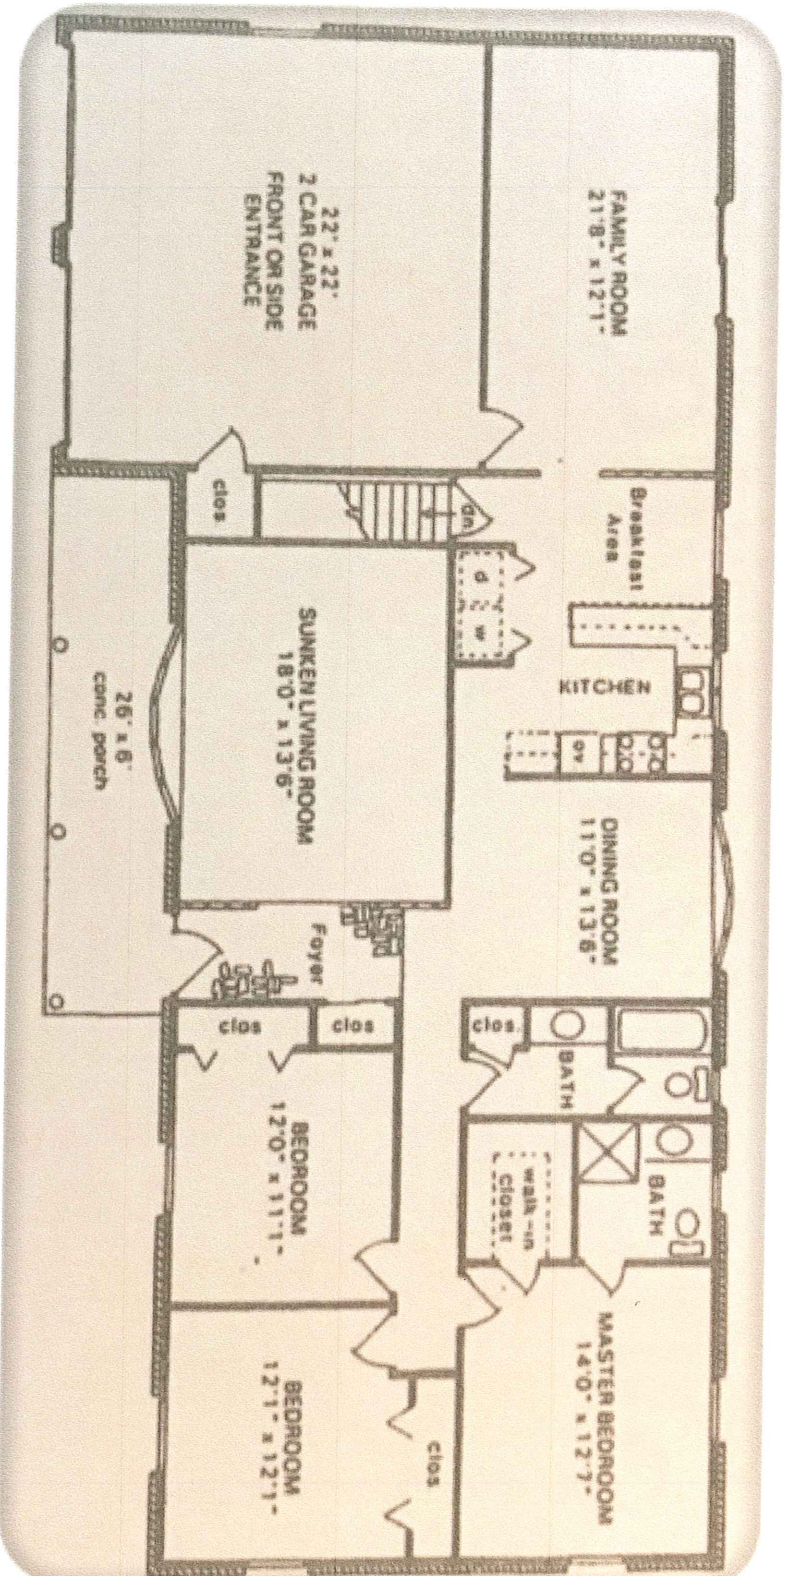 FAMILY ROOM
21'8" x 12'1"
22' x 22'
2 CAR GARAGE
FRONT OR SIDE
ENTRANCE
clos
dn
Breakfast
Area
d
w
KITCHEN
ov
DINING ROOM
11'0" x 13'6"
SUNKEN LIVING ROOM
18'0" x 13'6"
26' x 6'
conc. porch
Foyer
clos
clos
clos.
BATH
BATH
walk-in
closet
BEDROOM
12'0" x 11'1"
MASTER BEDROOM
14'0" x 12'7"
BEDROOM
12'1" x 12'1"
clos.